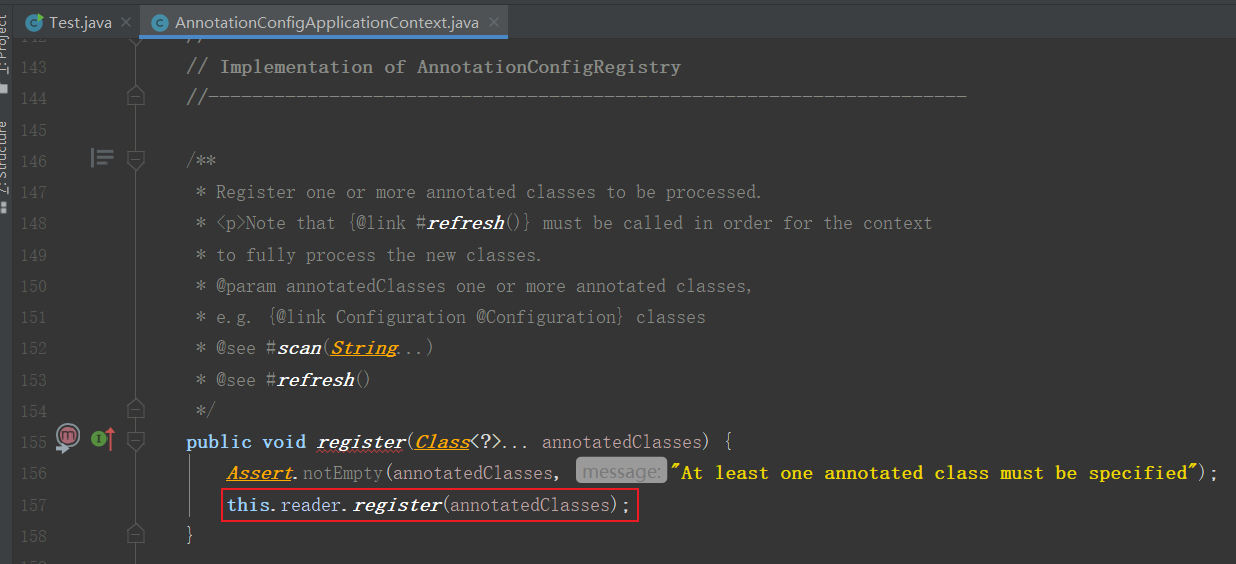 Test.java
AnnotationConfigApplicationContext.java
1: Project
7: Structure
143 // Implementation of AnnotationConfigRegistry
144 //---------------------------------------------------------------------
145
146 /**
147 * Register one or more annotated classes to be processed.
148 * <p>Note that {@link #refresh()} must be called in order for the context
149 * to fully process the new classes.
150 * @param annotatedClasses one or more annotated classes,
151 * e.g. {@link Configuration @Configuration} classes
152 * @see #scan(String...)
153 * @see #refresh()
154 */
155 public void register(Class<?>... annotatedClasses) {
156 Assert.notEmpty(annotatedClasses, message: "At least one annotated class must be specified");
157 this.reader.register(annotatedClasses);
158 }